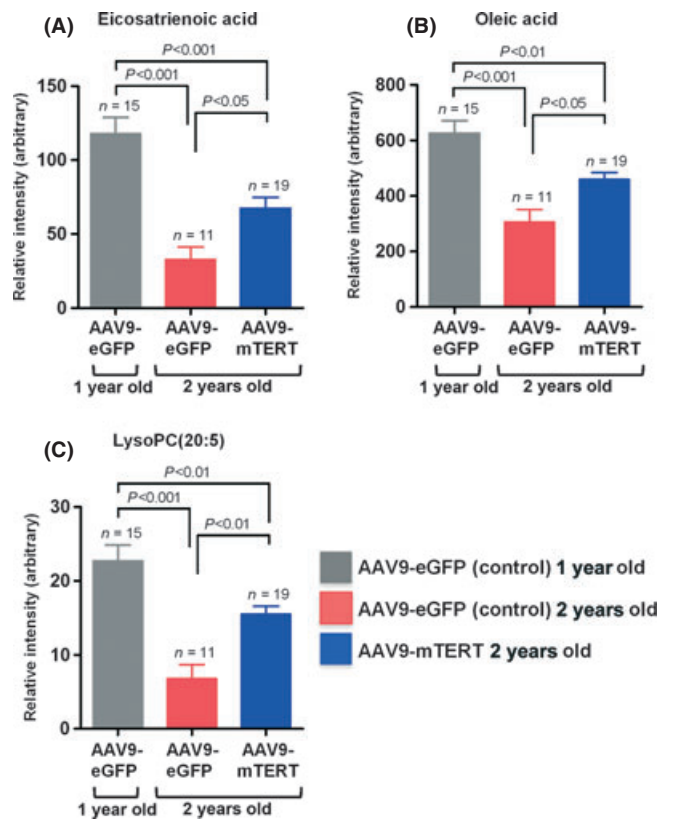 (A)
Eicosatrienoic acid
P<0.001
P<0.001
P<0.05
n = 15
n = 11
n = 19
Relative intensity (arbitrary)
150
100
50
0
AAV9-
eGFP
AAV9-
eGFP
AAV9-
mTERT
1 year old
2 years old
(B)
Oleic acid
P<0.01
P<0.001
P<0.05
n = 15
n = 11
n = 19
Relative intensity (arbitrary)
800
600
400
200
0
AAV9-
eGFP
AAV9-
eGFP
AAV9-
mTERT
1 year old
2 years old
(C)
LysoPC(20:5)
P<0.01
P<0.001
P<0.01
n = 15
n = 11
n = 19
Relative intensity (arbitrary)
30
20
10
0
AAV9-
eGFP
AAV9-
eGFP
AAV9-
mTERT
1 year old
2 years old
AAV9-eGFP (control) 1 year old
AAV9-eGFP (control) 2 years old
AAV9-mTERT 2 years old